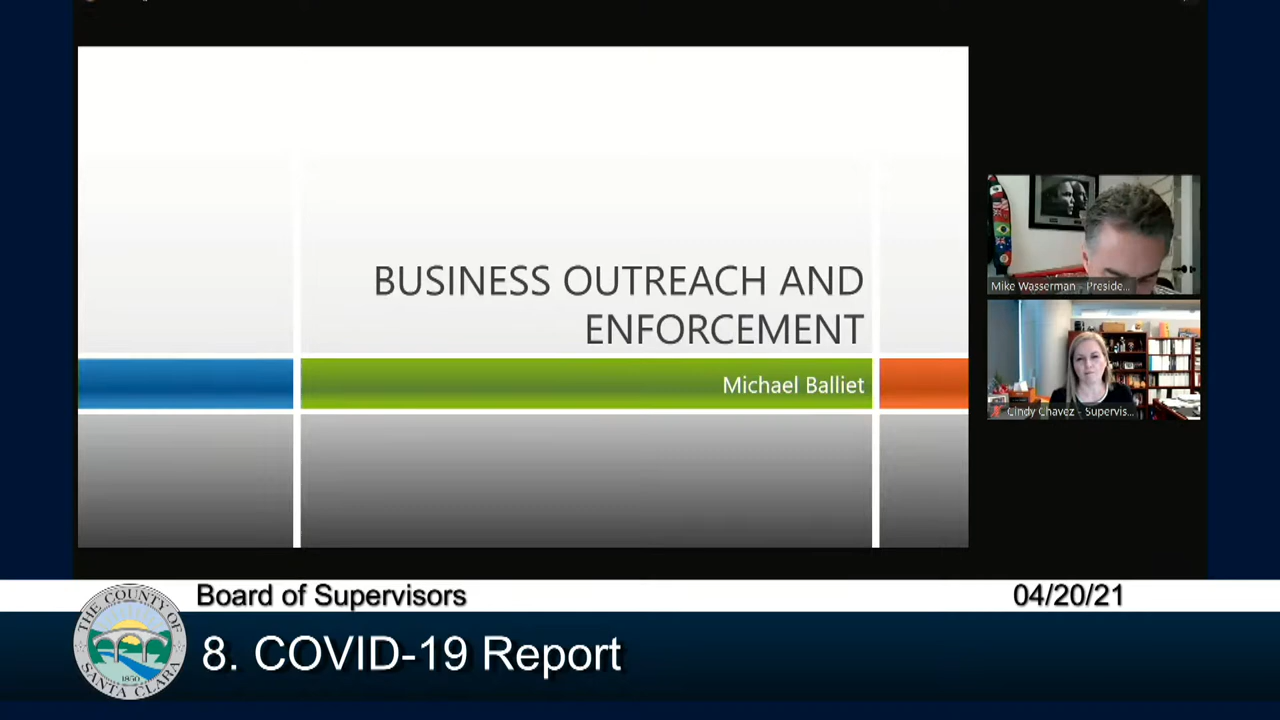 BUSINESS OUTREACH AND
ENFORCEMENT
Michael Balliet
Mike Wasserman - Preside...
Cindy Chavez - Supervis...
Board of Supervisors
04/20/21
8. COVID-19 Report
THE COUNTY OF
SANTA CLARA
1850